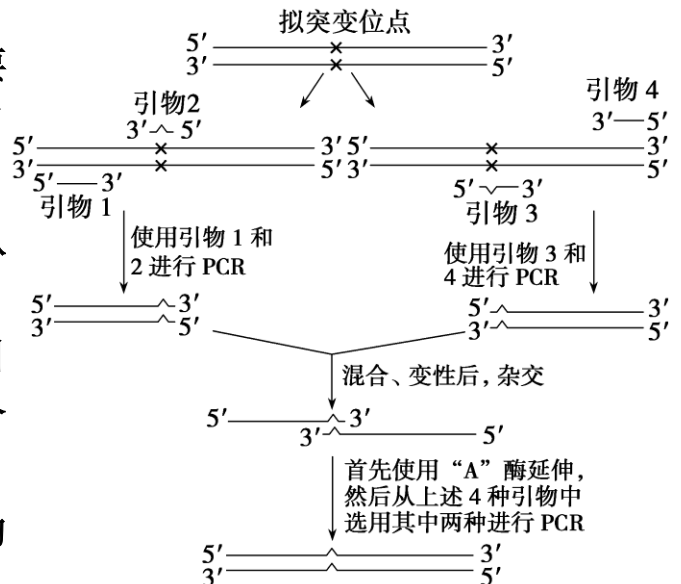 拟突变位点
5′ 3′
3′ 5′
引物2
3′ 5′
引物 4
3′ 5′
5′ 3′ 5′ 3′
3′ 5′ 3′ 5′
5′ 3′
引物 1
5′ 3′
引物 3
使用引物 1 和
2 进行 PCR
使用引物 3 和
4 进行 PCR
5′ 3′
3′ 5′
5′ 3′
3′ 5′
混合、变性后，杂交
5′ 3′
3′ 5′
首先使用“A”酶延伸，
然后从上述 4 种引物中
选用其中两种进行 PCR
5′ 3′
3′ 5′